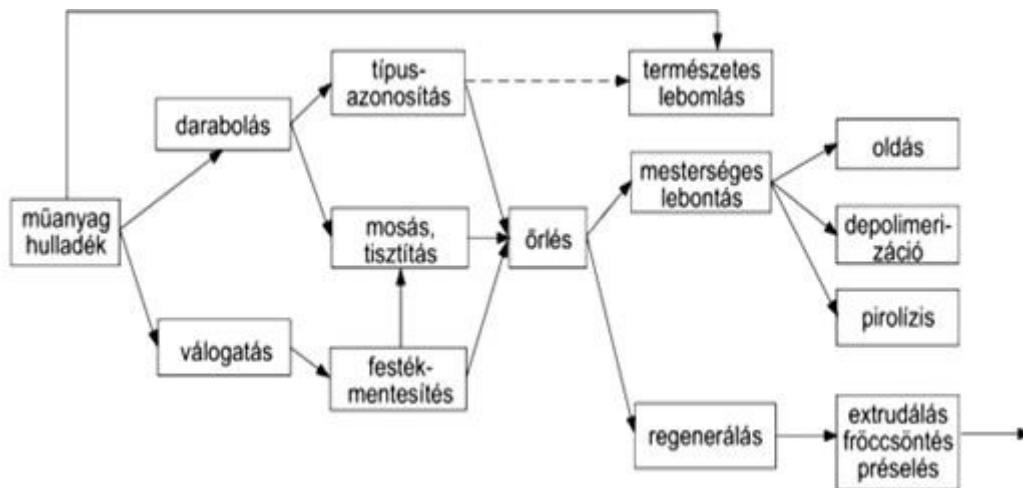 műanyag
hulladék
darabolás
válogatás
típus-
azonosítás
mosás,
tisztítás
festék-
mentesítés
őrlés
természetes
lebomlás
mesterséges
lebontás
regenerálás
oldás
depolimeri-
záció
pirolízis
extrudálás
fröccsöntés
préselés